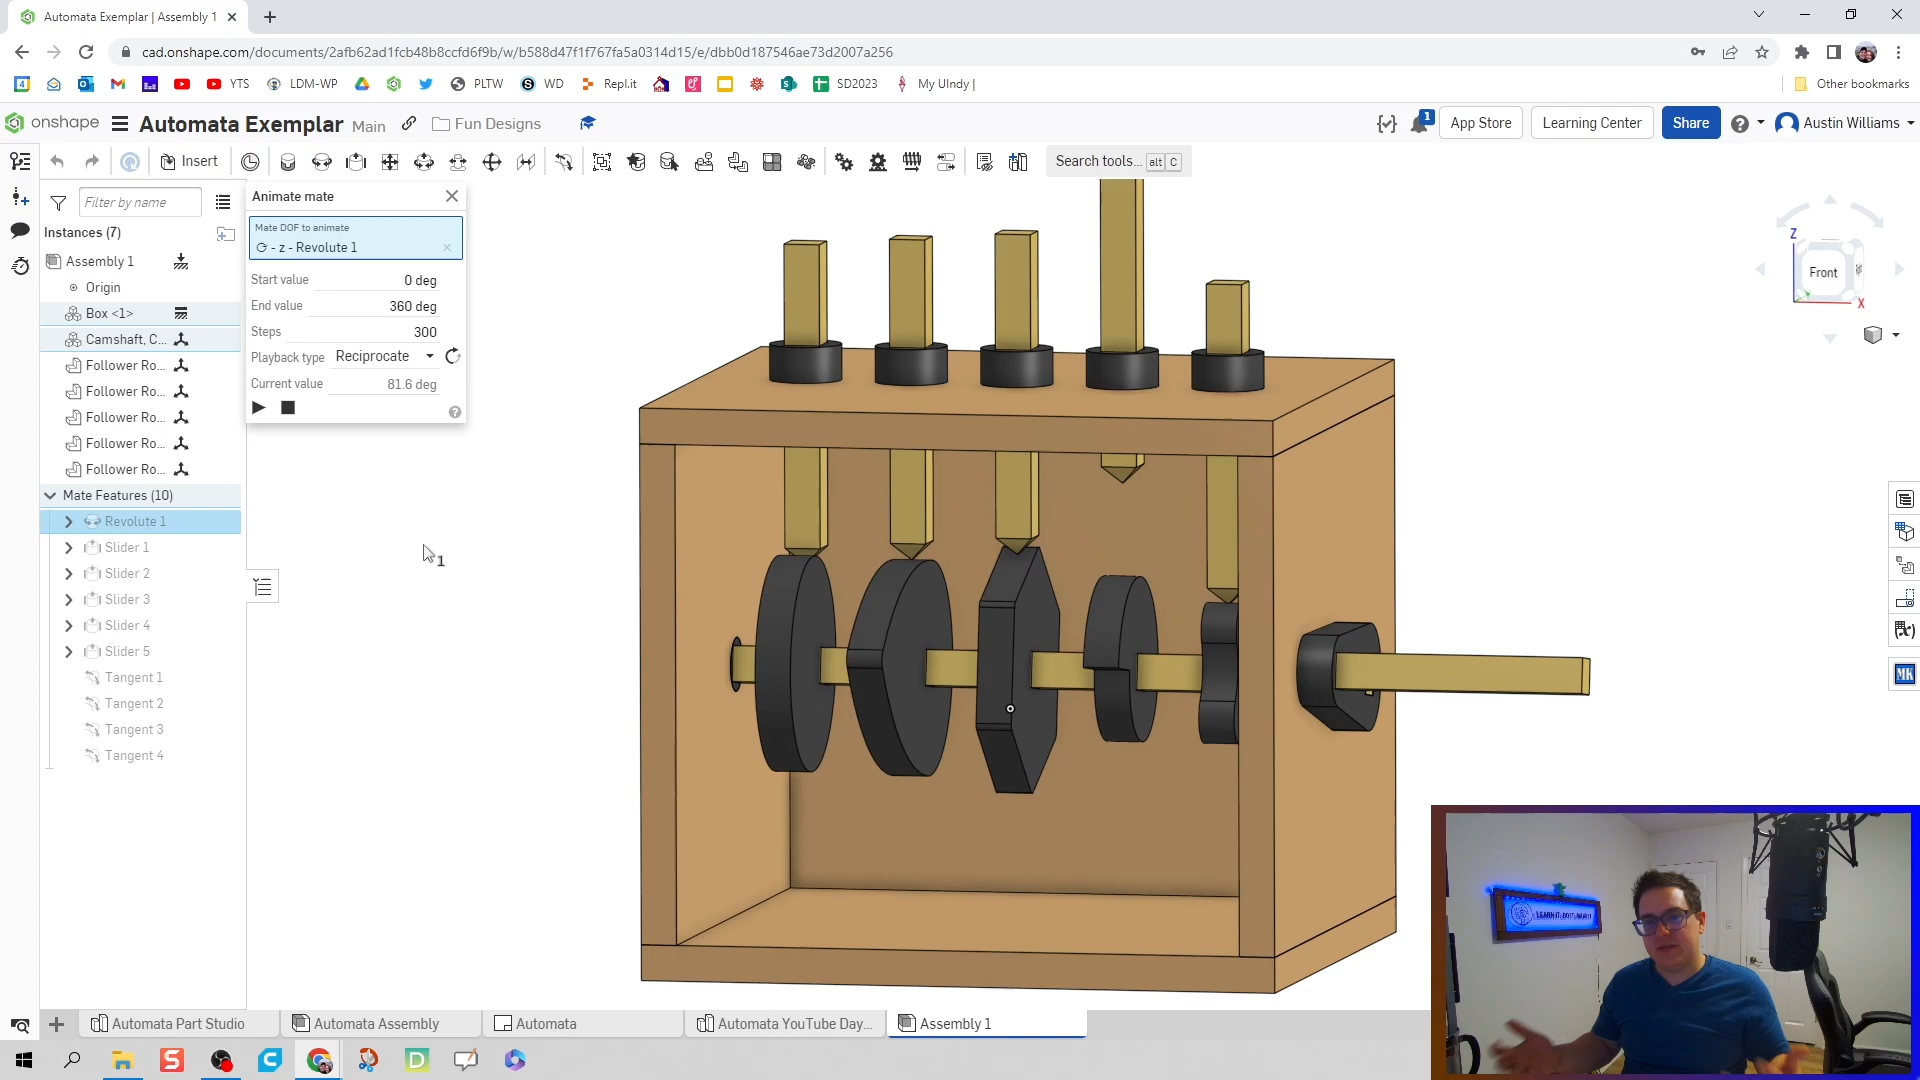 Automata Exemplar | Assembly 1
cad.onshape.com/documents/2afb62ad1fcb48b8ccfd6f9b/w/b588d47f1f767fa5a0314d15/e/dbb0d187546ae73d2007a256
4
YTS
LDM-WP
PLTW
WD
Repl.it
SD2023
My UIndy |
Other bookmarks
onshape
Automata Exemplar
Main
Fun Designs
1
App Store
Learning Center
Share
Austin Williams
Insert
Search tools...
alt
C
Filter by name
Instances (7)
Assembly 1
Origin
Box <1>
Camshaft, C...
Follower Ro...
Follower Ro...
Follower Ro...
Follower Ro...
Follower Ro...
Mate Features (10)
Revolute 1
Slider 1
Slider 2
Slider 3
Slider 4
Slider 5
Tangent 1
Tangent 2
Tangent 3
Tangent 4
Animate mate
Mate DOF to animate
- z - Revolute 1
Start value 0 deg
End value 360 deg
Steps 300
Playback type Reciprocate
Current value 81.6 deg
1
Z
Front
X
MK
Automata Part Studio
Automata Assembly
Automata
Automata YouTube Day...
Assembly 1